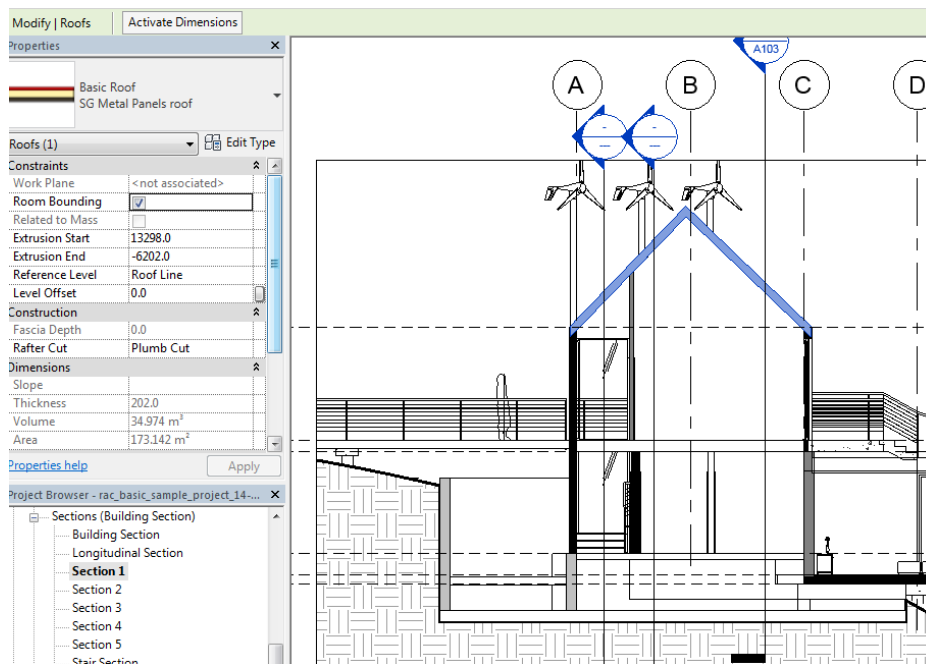 Modify | Roofs
Activate Dimensions
Properties
Basic Roof
SG Metal Panels roof
Roofs (1)
Edit Type
Constraints
Work Plane <not associated>
Room Bounding
Related to Mass
Extrusion Start 13298.0
Extrusion End -6202.0
Reference Level Roof Line
Level Offset 0.0
Construction
Fascia Depth 0.0
Rafter Cut Plumb Cut
Dimensions
Slope
Thickness 202.0
Volume 34.974 m³
Area 173.142 m²
Properties help
Apply
Project Browser - rac_basic_sample_project_14-...
Sections (Building Section)
Building Section
Longitudinal Section
Section 1
Section 2
Section 3
Section 4
Section 5
Stair Section
A103
A
B
C
D